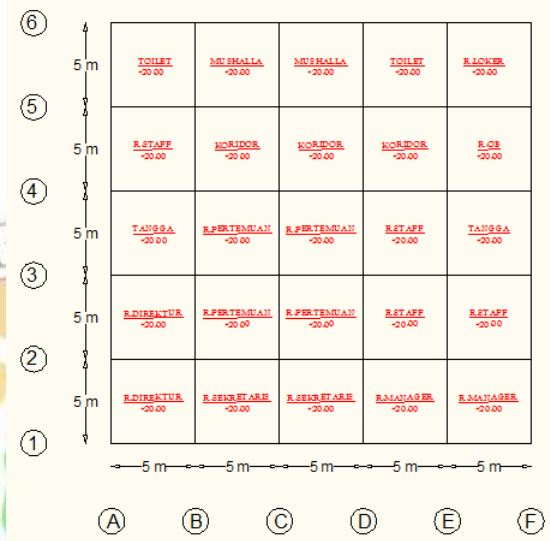 6
TOILET MUSHALLA MUSHALLA TOILET R.LOKER
+20.00 +20.00 +20.00 +20.00 +20.00
5 m
5
R.STAFF KORIDOR KORIDOR KORIDOR R.OB
+20.00 +20.00 +20.00 +20.00 +20.00
5 m
4
TANGGA R.PERTEMUAN R.PERTEMUAN R.STAFF TANGGA
+20.00 +20.00 +20.00 +20.00 +20.00
5 m
3
R.DIREKTUR R.PERTEMUAN R.PERTEMUAN R.STAFF R.STAFF
+20.00 +20.00 +20.00 +20.00 +20.00
5 m
2
R.DIREKTUR R.SEKRETARIS R.SEKRETARIS R.MANAGER R.MANAGER
+20.00 +20.00 +20.00 +20.00 +20.00
5 m
1
5 m 5 m 5 m 5 m 5 m
A B C D E F